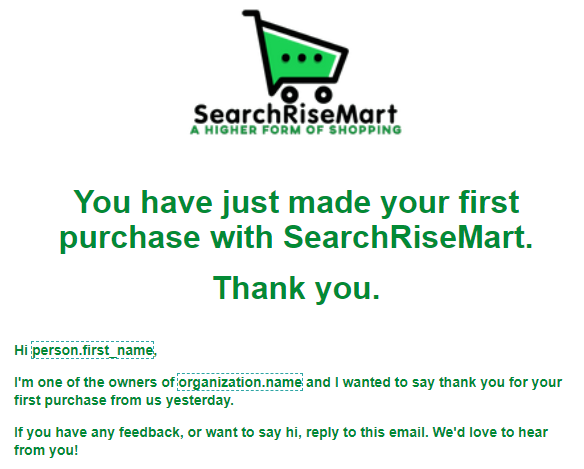 SearchRiseMart
A HIGHER FORM OF SHOPPING
You have just made your first
purchase with SearchRiseMart.
Thank you.
Hi person.first_name,
I'm one of the owners of organization.name and I wanted to say thank you for your
first purchase from us yesterday.
If you have any feedback, or want to say hi, reply to this email. We'd love to hear
from you!